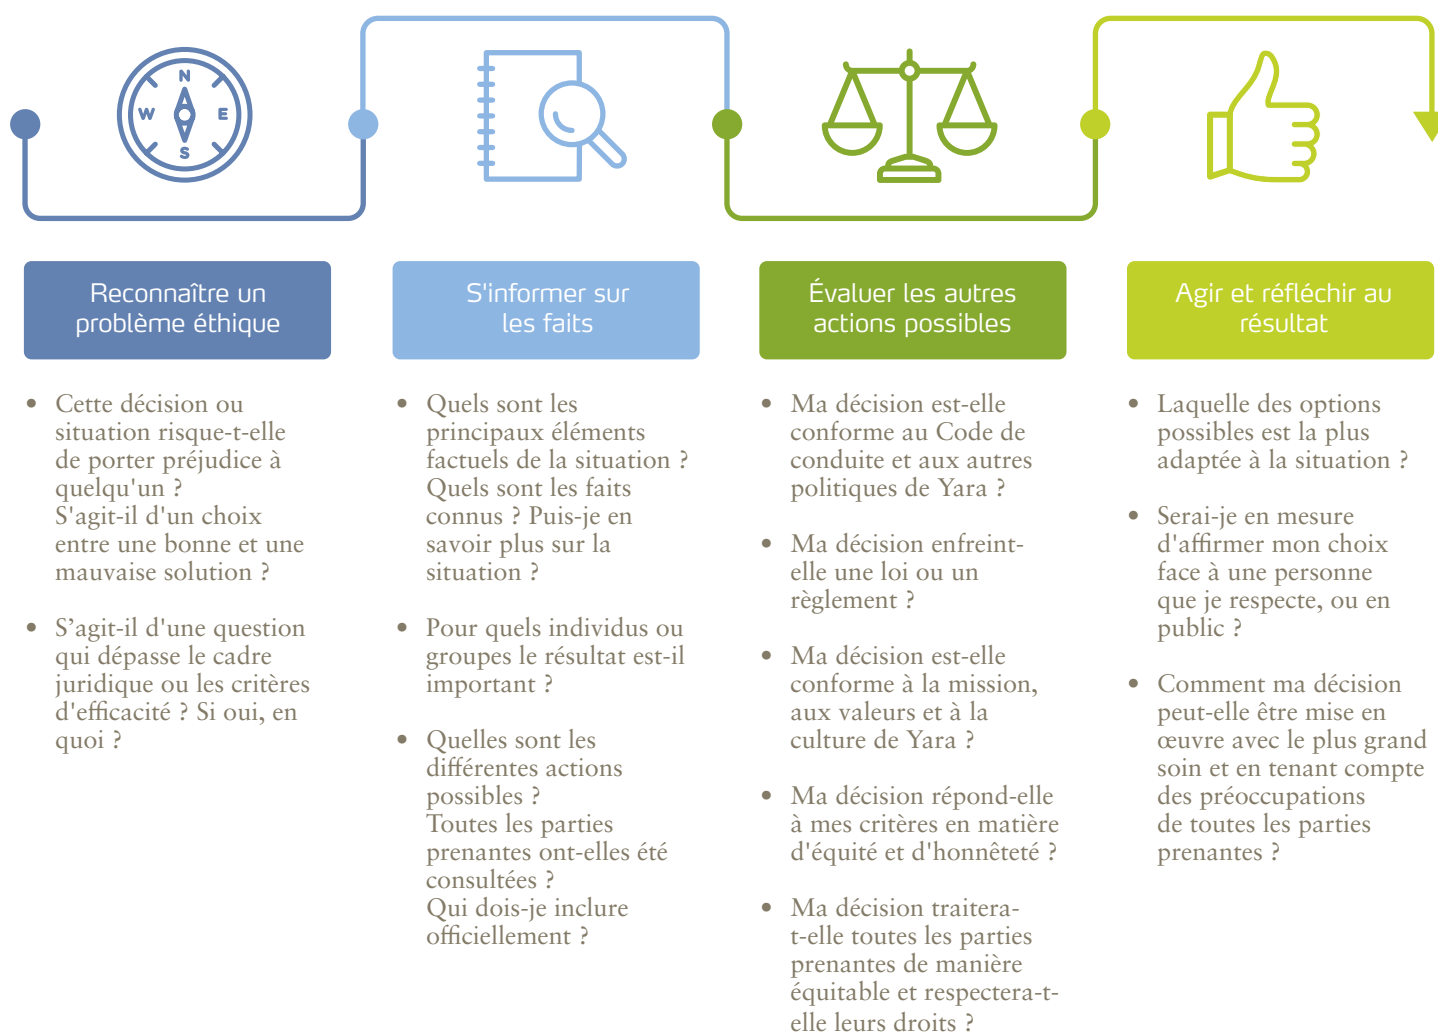 N
W
E
S
Reconnaître un
problème éthique
• Cette décision ou
situation risque-t-elle
de porter préjudice à
quelqu'un ?
S'agit-il d'un choix
entre une bonne et une
mauvaise solution ?
• S’agit-il d'une question
qui dépasse le cadre
juridique ou les critères
d'efficacité ? Si oui, en
quoi ?
S'informer sur
les faits
• Quels sont les
principaux éléments
factuels de la situation ?
Quels sont les faits
connus ? Puis-je en
savoir plus sur la
situation ?
• Pour quels individus ou
groupes le résultat est-il
important ?
• Quelles sont les
différentes actions
possibles ?
Toutes les parties
prenantes ont-elles été
consultées ?
Qui dois-je inclure
officiellement ?
Évaluer les autres
actions possibles
• Ma décision est-elle
conforme au Code de
conduite et aux autres
politiques de Yara ?
• Ma décision enfreint-
elle une loi ou un
règlement ?
• Ma décision est-elle
conforme à la mission,
aux valeurs et à la
culture de Yara ?
• Ma décision répond-elle
à mes critères en matière
d'équité et d'honnêteté ?
• Ma décision traitera-
t-elle toutes les parties
prenantes de manière
équitable et respectera-t-
elle leurs droits ?
Agir et réfléchir au
résultat
• Laquelle des options
possibles est la plus
adaptée à la situation ?
• Serai-je en mesure
d'affirmer mon choix
face à une personne
que je respecte, ou en
public ?
• Comment ma décision
peut-elle être mise en
œuvre avec le plus grand
soin et en tenant compte
des préoccupations
de toutes les parties
prenantes ?